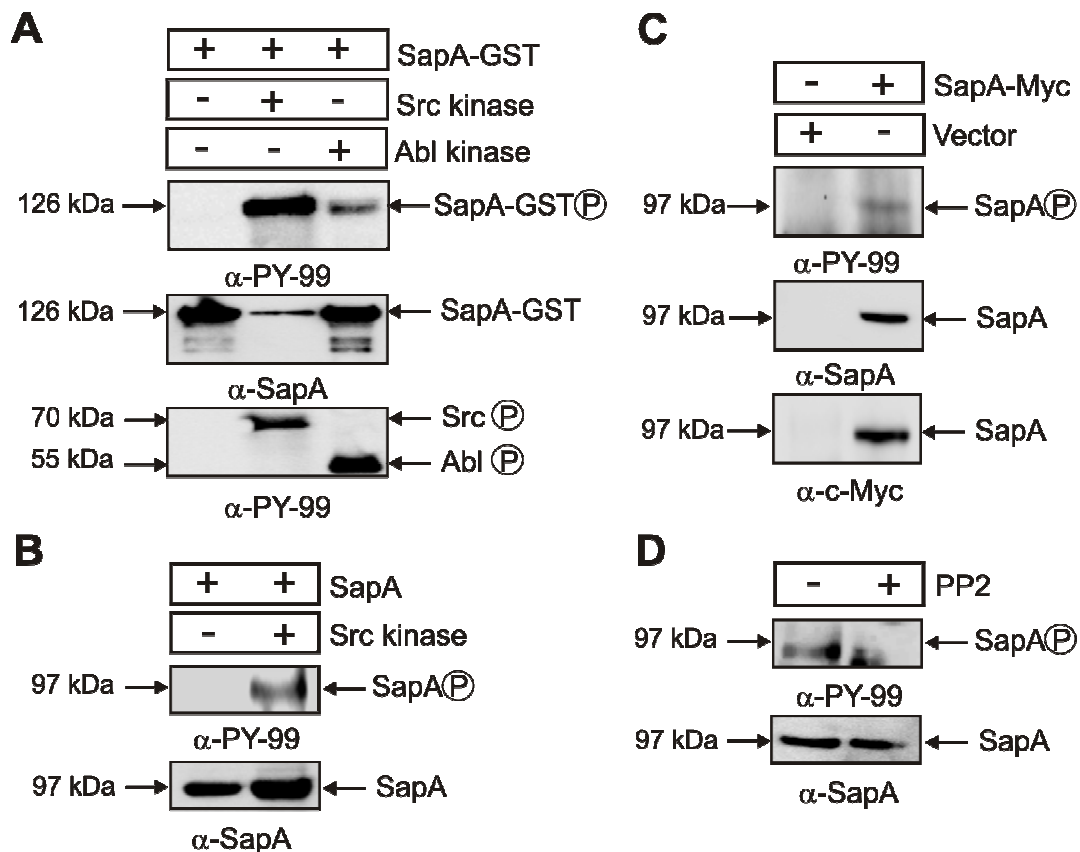 A
+ + + SapA-GST
- + - Src kinase
- - + Abl kinase
126 kDa SapA-GSTⓅ
α-PY-99
126 kDa SapA-GST
α-SapA
70 kDa Src Ⓟ
55 kDa Abl Ⓟ
α-PY-99
B
+ + SapA
- + Src kinase
97 kDa SapAⓅ
α-PY-99
97 kDa SapA
α-SapA
C
- + SapA-Myc
+ - Vector
97 kDa SapAⓅ
α-PY-99
97 kDa SapA
α-SapA
97 kDa SapA
α-c-Myc
D
- + PP2
97 kDa SapAⓅ
α-PY-99
97 kDa SapA
α-SapA